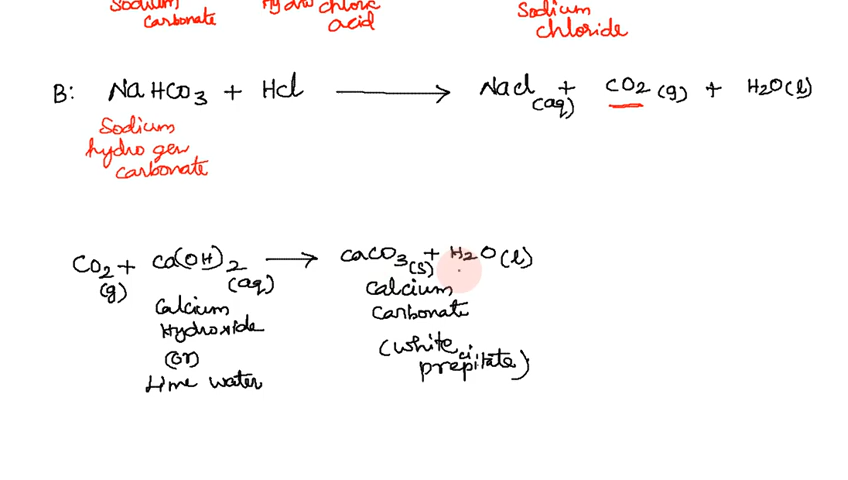 Sodium Hydrochloric Sodium
carbonate acid chloride
B: NaHCO3 + HCl ⟶ NaCl (aq) + CO2 (g) + H2O(l)
Sodium
hydrogen
carbonate
CO2 (g) + Ca(OH)2 (aq) ⟶ CaCO3 (s) + H2O(l)
Calcium
Hydroxide
(or)
Lime water
Calcium
Carbonate
(white
precipitate)